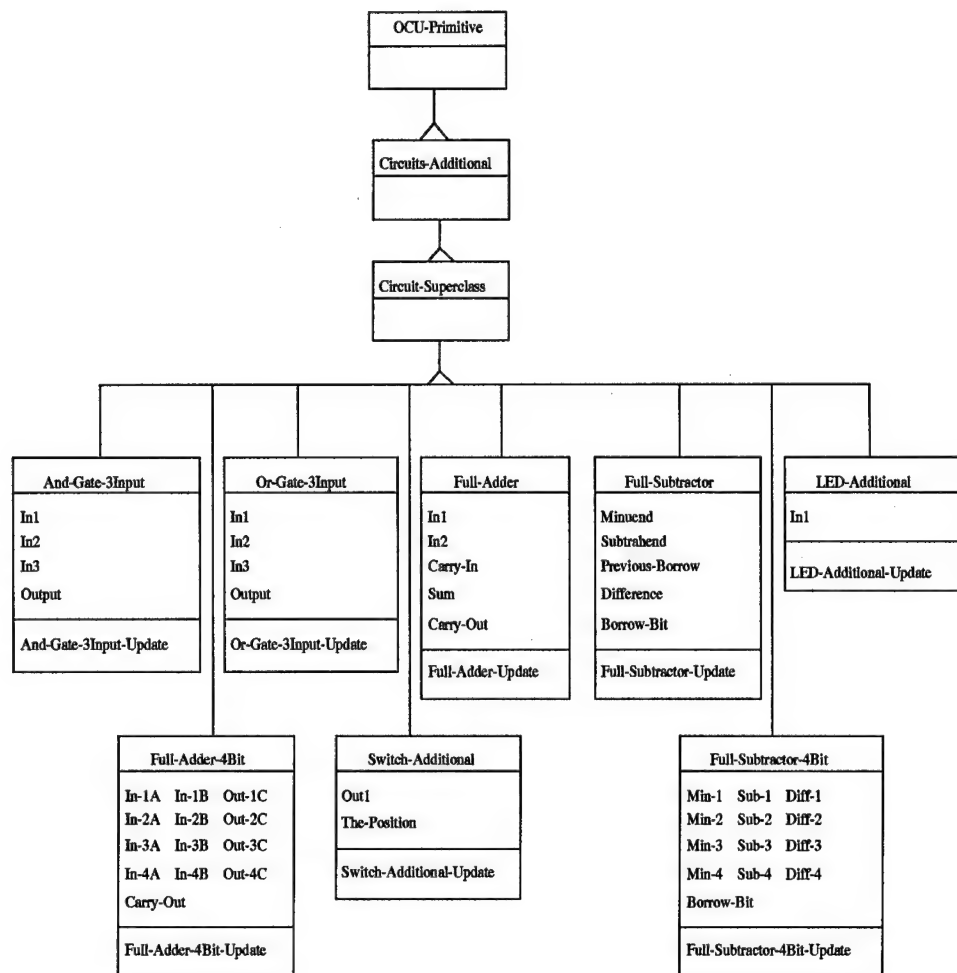 OCU-Primitive
Circuits-Additional
Circuit-Superclass
And-Gate-3Input
In1
In2
In3
Output
And-Gate-3Input-Update
Or-Gate-3Input
In1
In2
In3
Output
Or-Gate-3Input-Update
Full-Adder
In1
In2
Carry-In
Sum
Carry-Out
Full-Adder-Update
Full-Subtractor
Minuend
Subtrahend
Previous-Borrow
Difference
Borrow-Bit
Full-Subtractor-Update
LED-Additional
In1
LED-Additional-Update
Full-Adder-4Bit
In-1A In-1B Out-1C
In-2A In-2B Out-2C
In-3A In-3B Out-3C
In-4A In-4B Out-4C
Carry-Out
Full-Adder-4Bit-Update
Switch-Additional
Out1
The-Position
Switch-Additional-Update
Full-Subtractor-4Bit
Min-1 Sub-1 Diff-1
Min-2 Sub-2 Diff-2
Min-3 Sub-3 Diff-3
Min-4 Sub-4 Diff-4
Borrow-Bit
Full-Subtractor-4Bit-Update